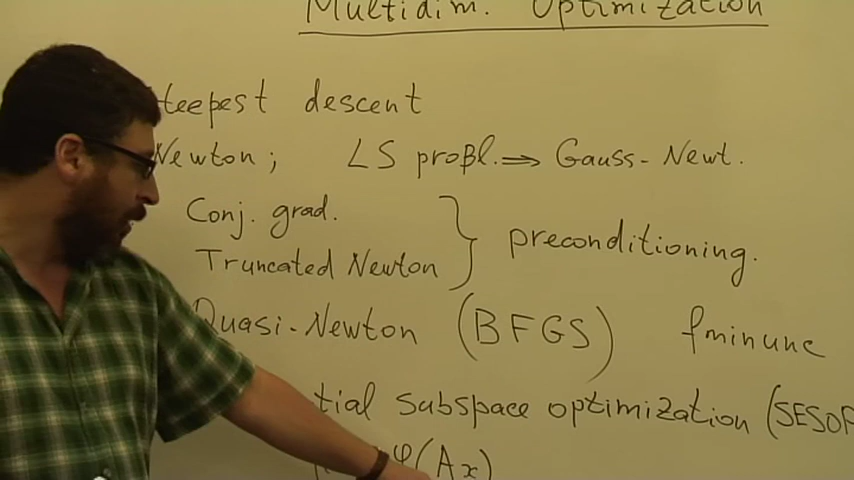 Multidim. Optimization
teepest descent
Newton; LS probl. ⇒ Gauss-Newt.
Conj. grad.
Truncated Newton } preconditioning.
Quasi-Newton (BFGS) fminunc
tial subspace optimization (SESOP
φ(Ax)